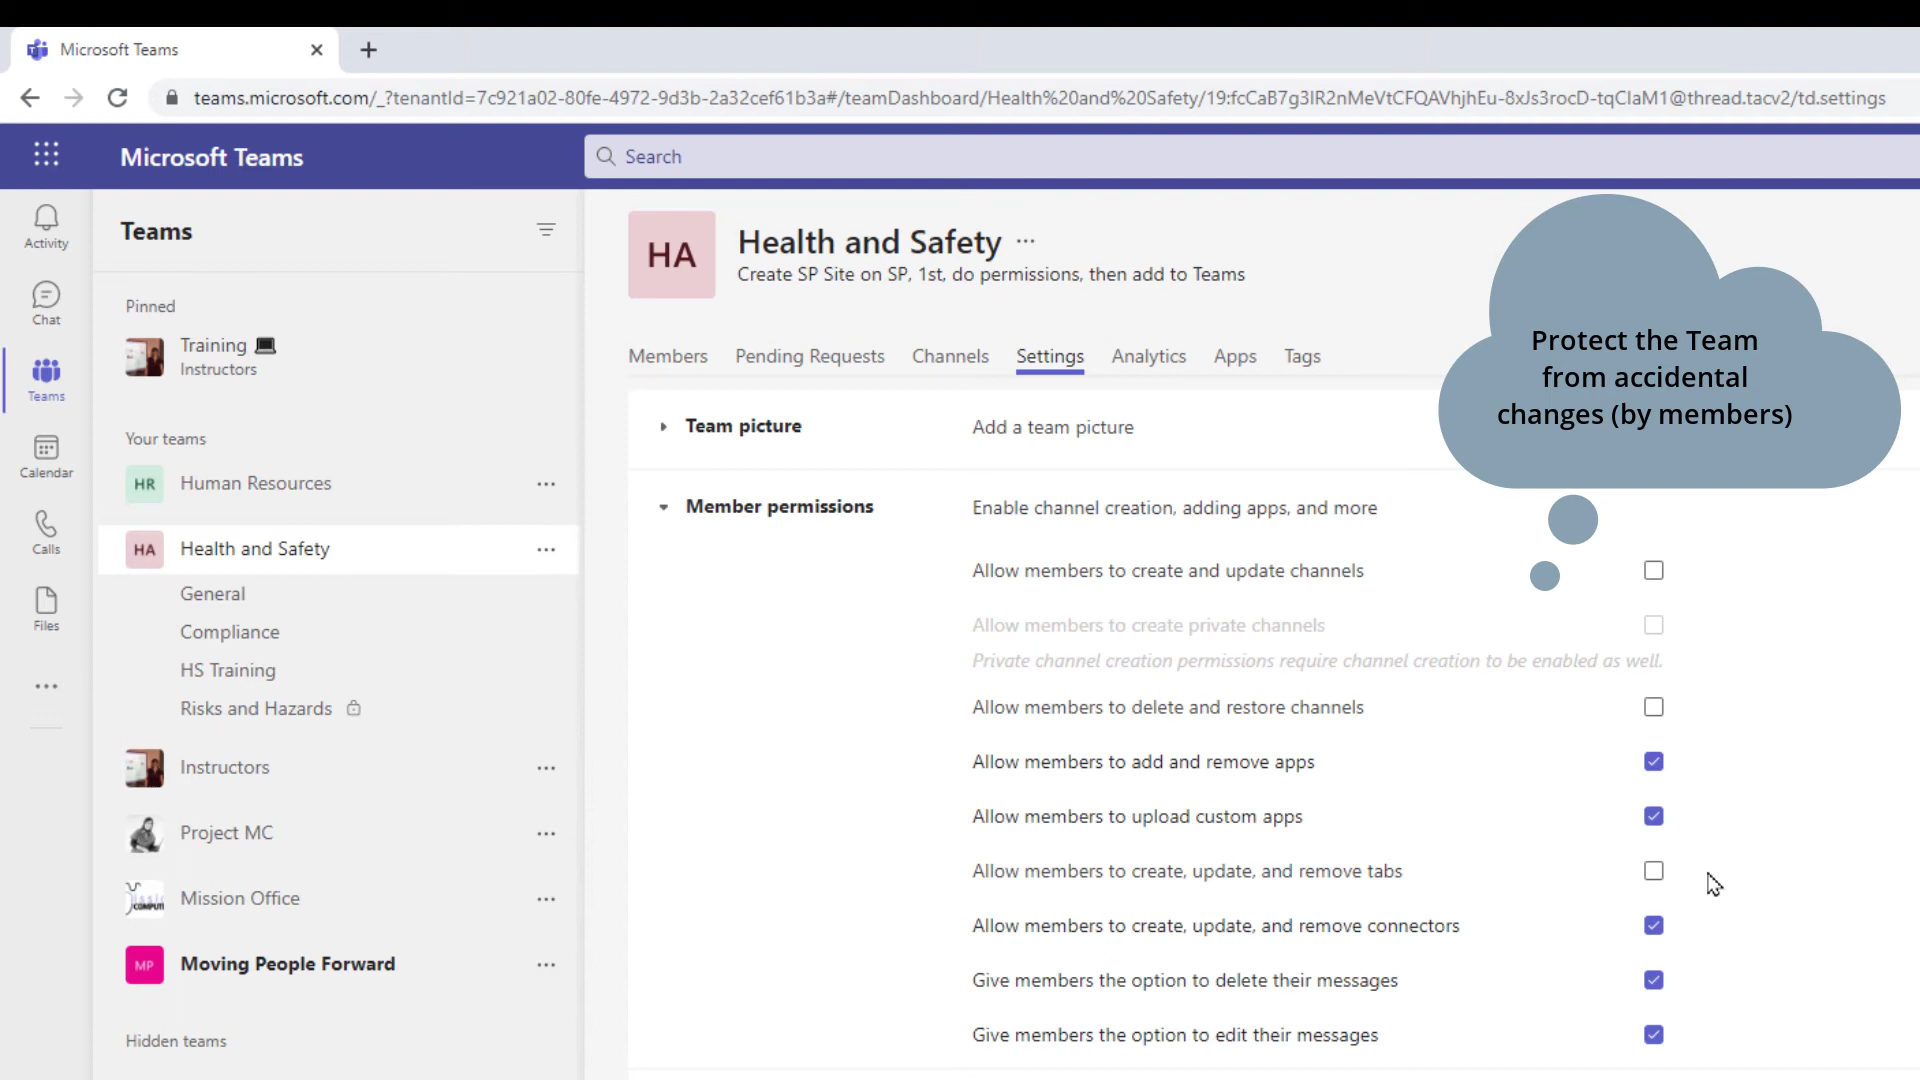 Microsoft Teams
teams.microsoft.com/_?tenantId=7c921a02-80fe-4972-9d3b-2a32cef61b3a#/teamDashboard/Health%20and%20Safety/19:fcCaB7g3lR2nMeVtCFQAVhjhEu-8xJs3rocD-tqClaM1@thread.tacv2/td.settings
Microsoft Teams
Search
Activity
Chat
Teams
Calendar
Calls
Files
Teams
Pinned
Training
Instructors
Your teams
HR Human Resources
HA Health and Safety
General
Compliance
HS Training
Risks and Hazards
Instructors
Project MC
Mission Office
MP Moving People Forward
Hidden teams
HA
Health and Safety
Create SP Site on SP, 1st, do permissions, then add to Teams
Members Pending Requests Channels Settings Analytics Apps Tags
Team picture Add a team picture
Member permissions Enable channel creation, adding apps, and more
Allow members to create and update channels
Allow members to create private channels
Private channel creation permissions require channel creation to be enabled as well.
Allow members to delete and restore channels
Allow members to add and remove apps
Allow members to upload custom apps
Allow members to create, update, and remove tabs
Allow members to create, update, and remove connectors
Give members the option to delete their messages
Give members the option to edit their messages
Protect the Team
from accidental
changes (by members)